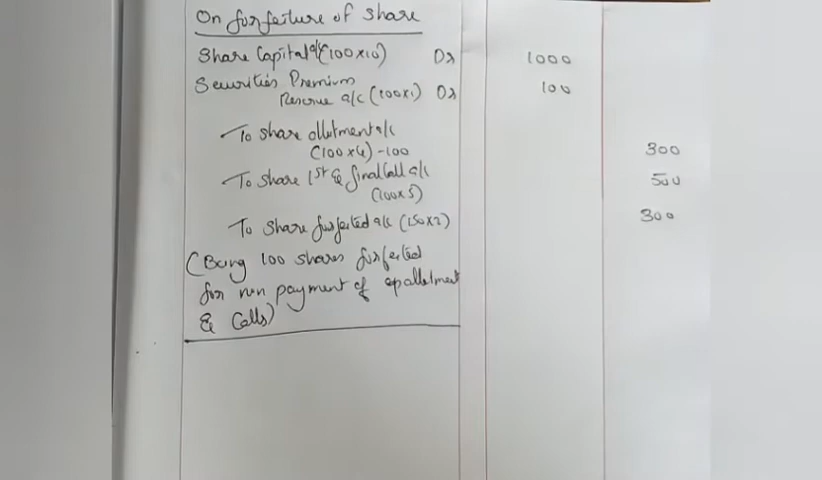 On forfeiture of share
Share Capital a/c (100x10) Dr 1000
Securities Premium
Reserve a/c (100x1) Dr 100
To share allotment a/c
(100x4) -100 300
To share 1st & final Call a/c 500
(100x5)
To share forfeited a/c (150x2) 300
(Being 100 shares forfeited
for non payment of allotment
& Calls)